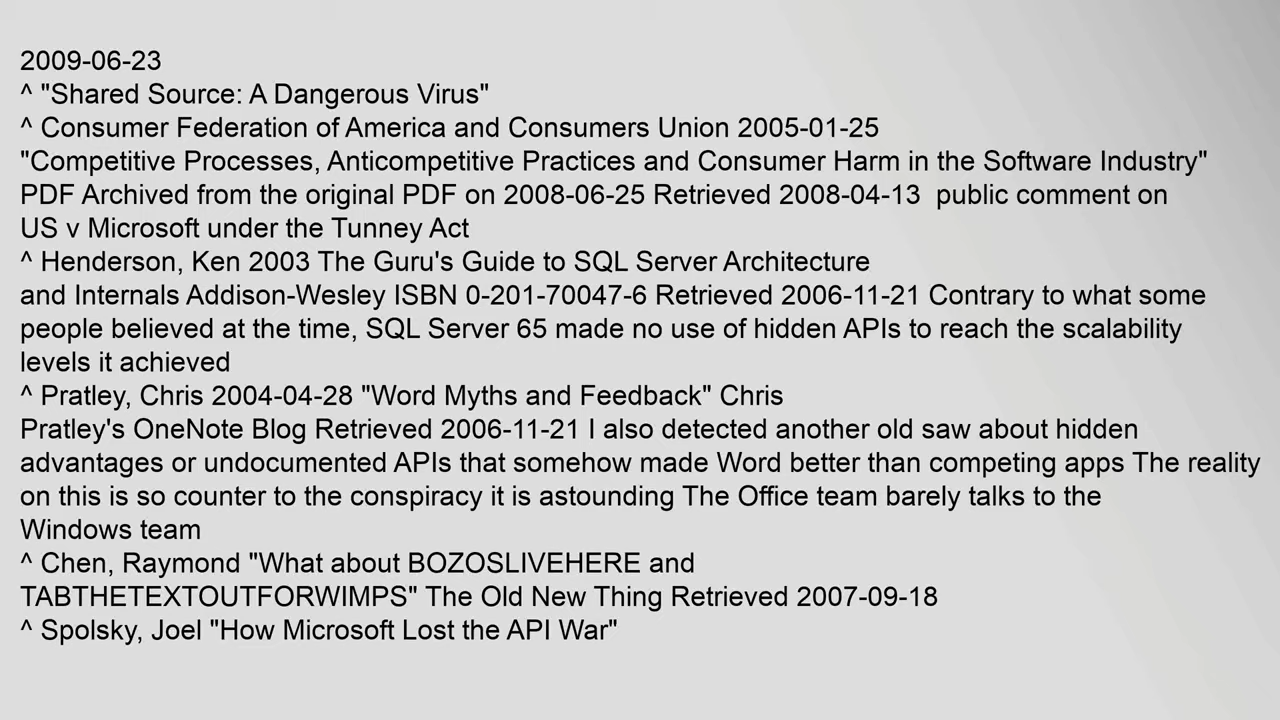 2009-06-23
^ "Shared Source: A Dangerous Virus"
^ Consumer Federation of America and Consumers Union 2005-01-25
"Competitive Processes, Anticompetitive Practices and Consumer Harm in the Software Industry"
PDF Archived from the original PDF on 2008-06-25 Retrieved 2008-04-13  public comment on
US v Microsoft under the Tunney Act
^ Henderson, Ken 2003 The Guru's Guide to SQL Server Architecture
and Internals Addison-Wesley ISBN 0-201-70047-6 Retrieved 2006-11-21 Contrary to what some
people believed at the time, SQL Server 65 made no use of hidden APIs to reach the scalability
levels it achieved
^ Pratley, Chris 2004-04-28 "Word Myths and Feedback" Chris
Pratley's OneNote Blog Retrieved 2006-11-21 I also detected another old saw about hidden
advantages or undocumented APIs that somehow made Word better than competing apps The reality
on this is so counter to the conspiracy it is astounding The Office team barely talks to the
Windows team
^ Chen, Raymond "What about BOZOSLIVEHERE and
TABTHETEXTOUTFORWIMPS" The Old New Thing Retrieved 2007-09-18
^ Spolsky, Joel "How Microsoft Lost the API War"